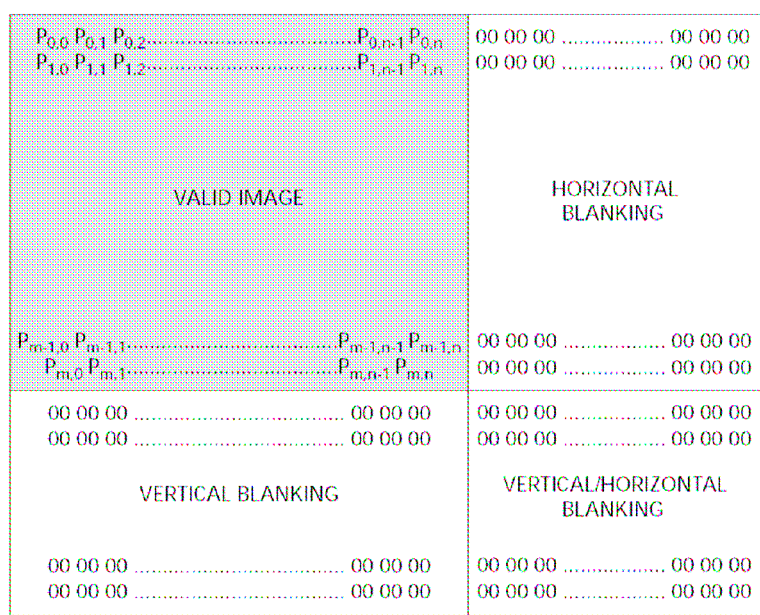 P0,0 P0,1 P0,2..............................P0,n-1 P0,n 00 00 00 .................. 00 00 00
P1,0 P1,1 P1,2..............................P1,n-1 P1,n 00 00 00 .................. 00 00 00
VALID IMAGE
HORIZONTAL
BLANKING
Pm-1,0 Pm-1,1..............................Pm-1,n-1 Pm-1,n 00 00 00 .................. 00 00 00
Pm,0 Pm,1..............................Pm,n-1 Pm,n 00 00 00 .................. 00 00 00
00 00 00 ..................................... 00 00 00 00 00 00 .................. 00 00 00
00 00 00 ..................................... 00 00 00 00 00 00 .................. 00 00 00
VERTICAL BLANKING
VERTICAL/HORIZONTAL
BLANKING
00 00 00 ..................................... 00 00 00 00 00 00 .................. 00 00 00
00 00 00 ..................................... 00 00 00 00 00 00 .................. 00 00 00